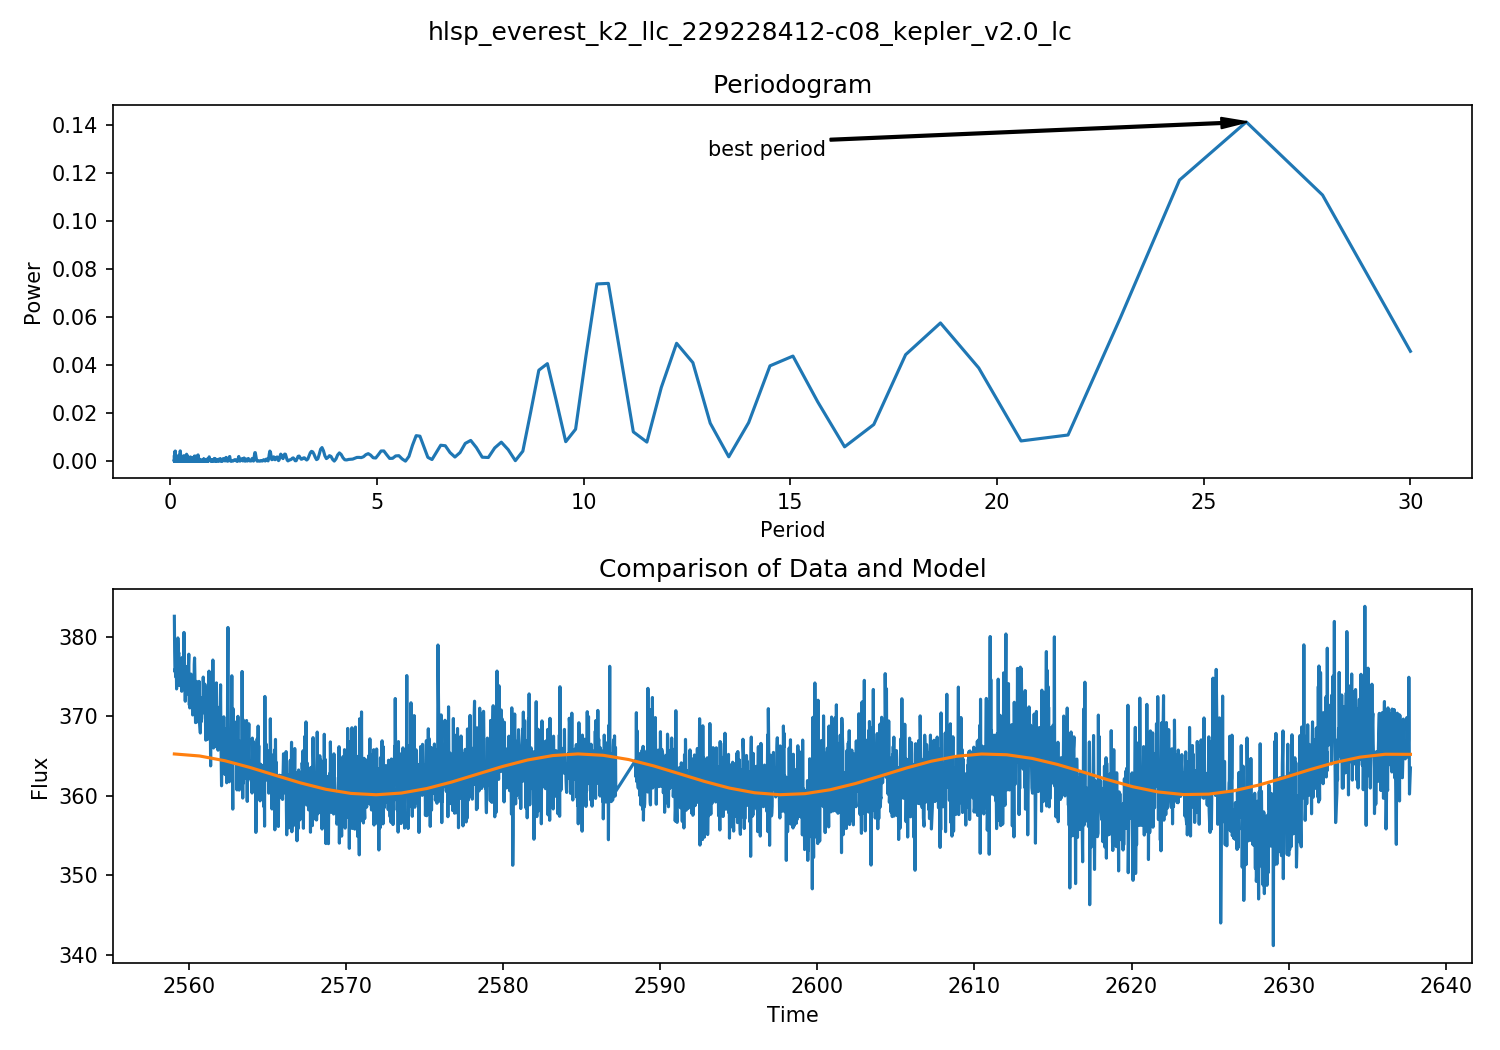 hlsp_everest_k2_llc_229228412-c08_kepler_v2.0_lc
Periodogram
0.14
0.12
0.10
0.08
0.06
0.04
0.02
0.00
Power
best period
0 5 10 15 20 25 30
Period
Comparison of Data and Model
380
370
360
350
340
Flux
2560 2570 2580 2590 2600 2610 2620 2630 2640
Time